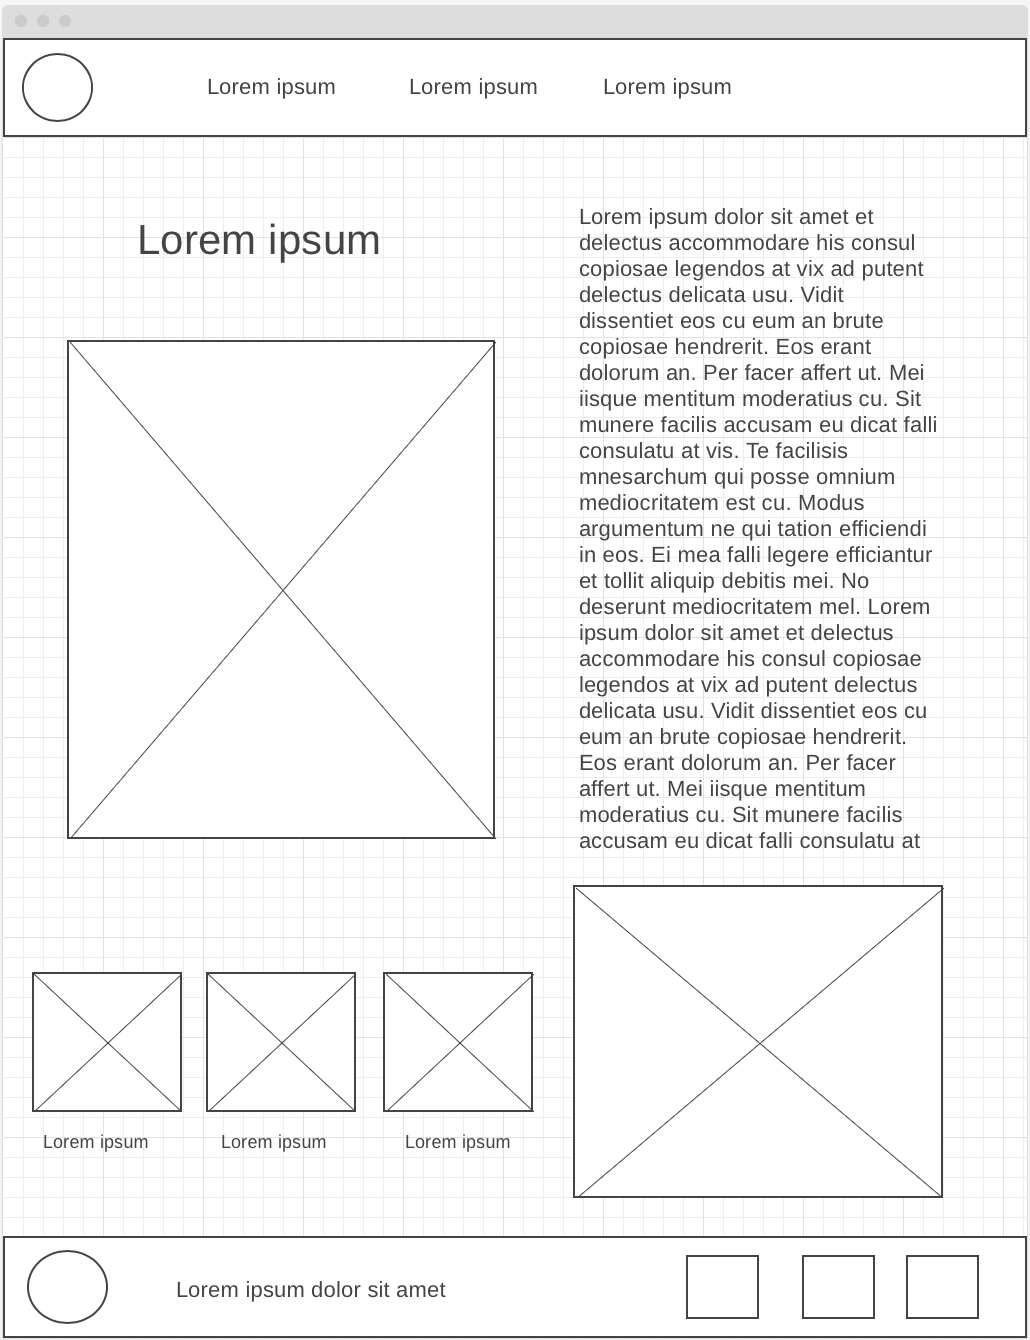 Lorem ipsum
Lorem ipsum
Lorem ipsum
Lorem ipsum
Lorem ipsum dolor sit amet et
delectus accommodare his consul
copiosae legendos at vix ad putent
delectus delicata usu. Vidit
dissentiet eos cu eum an brute
copiosae hendrerit. Eos erant
dolorum an. Per facer affert ut. Mei
iisque mentitum moderatius cu. Sit
munere facilis accusam eu dicat falli
consulatu at vis. Te facilisis
mnesarchum qui posse omnium
mediocritatem est cu. Modus
argumentum ne qui tation efficiendi
in eos. Ei mea falli legere efficiantur
et tollit aliquip debitis mei. No
deserunt mediocritatem mel. Lorem
ipsum dolor sit amet et delectus
accommodare his consul copiosae
legendos at vix ad putent delectus
delicata usu. Vidit dissentiet eos cu
eum an brute copiosae hendrerit.
Eos erant dolorum an. Per facer
affert ut. Mei iisque mentitum
moderatius cu. Sit munere facilis
accusam eu dicat falli consulatu at
Lorem ipsum
Lorem ipsum
Lorem ipsum
Lorem ipsum dolor sit amet